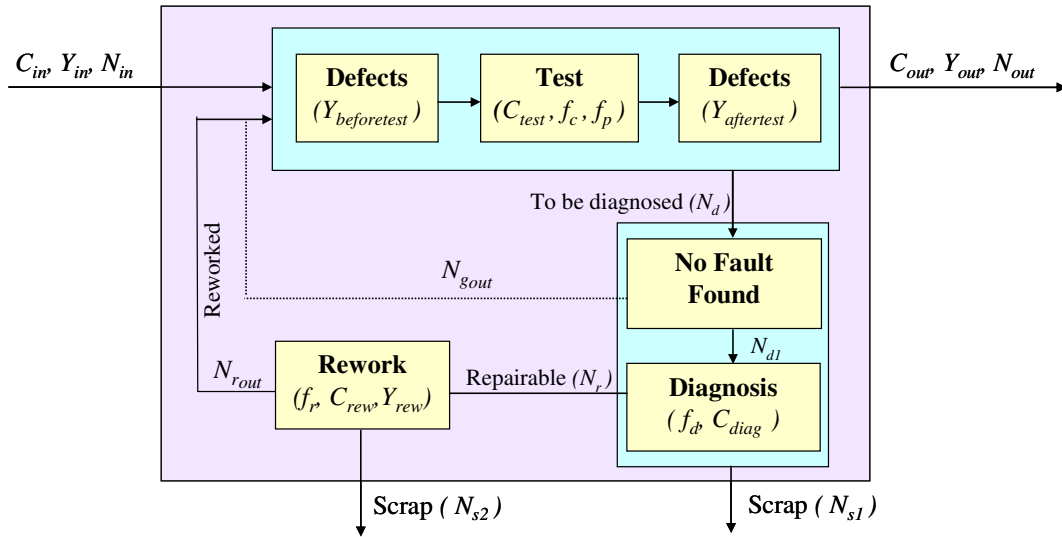 C_in, Y_in, N_in
C_out, Y_out, N_out
Defects
(Y_beforetest)
Test
(C_test, f_c, f_p)
Defects
(Y_aftertest)
To be diagnosed (N_d)
No Fault
Found
N_gout
Reworked
N_d1
N_rout
Rework
(f_r, C_rew, Y_rew)
Repairable (N_r)
Diagnosis
(f_d, C_diag)
Scrap (N_s2)
Scrap (N_s1)